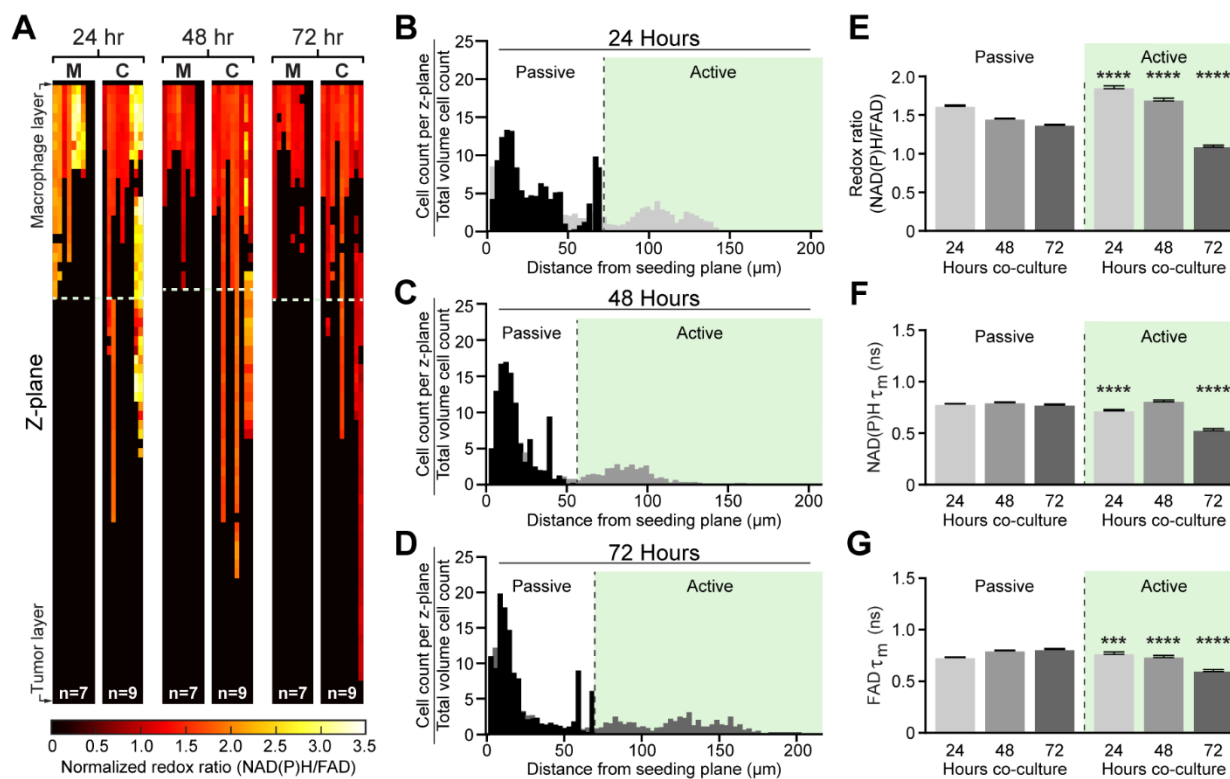 A
24 hr
48 hr
72 hr
M
C
M
C
M
C
Macrophage layer
Z-plane
Tumor layer
n=7
n=9
n=7
n=9
n=7
n=9
0 0.5 1.0 1.5 2.0 2.5 3.0 3.5
Normalized redox ratio (NAD(P)H/FAD)
B
24 Hours
Passive
Active
Cell count per z-plane
Total volume cell count
25
20
15
10
5
0
0 50 100 150 200
Distance from seeding plane (µm)
C
48 Hours
Passive
Active
Cell count per z-plane
Total volume cell count
25
20
15
10
5
0
0 50 100 150 200
Distance from seeding plane (µm)
D
72 Hours
Passive
Active
Cell count per z-plane
Total volume cell count
25
20
15
10
5
0
0 50 100 150 200
Distance from seeding plane (µm)
E
Passive
Active
**** **** ****
Redox ratio
(NAD(P)H/FAD)
2.0
1.5
1.0
0.5
0
24 48 72 24 48 72
Hours co-culture Hours co-culture
F
Passive
Active
**** ****
NAD(P)H τm (ns)
1.5
1.0
0.5
0
24 48 72 24 48 72
Hours co-culture Hours co-culture
G
Passive
Active
*** **** ****
FAD τm (ns)
1.5
1.0
0.5
0
24 48 72 24 48 72
Hours co-culture Hours co-culture